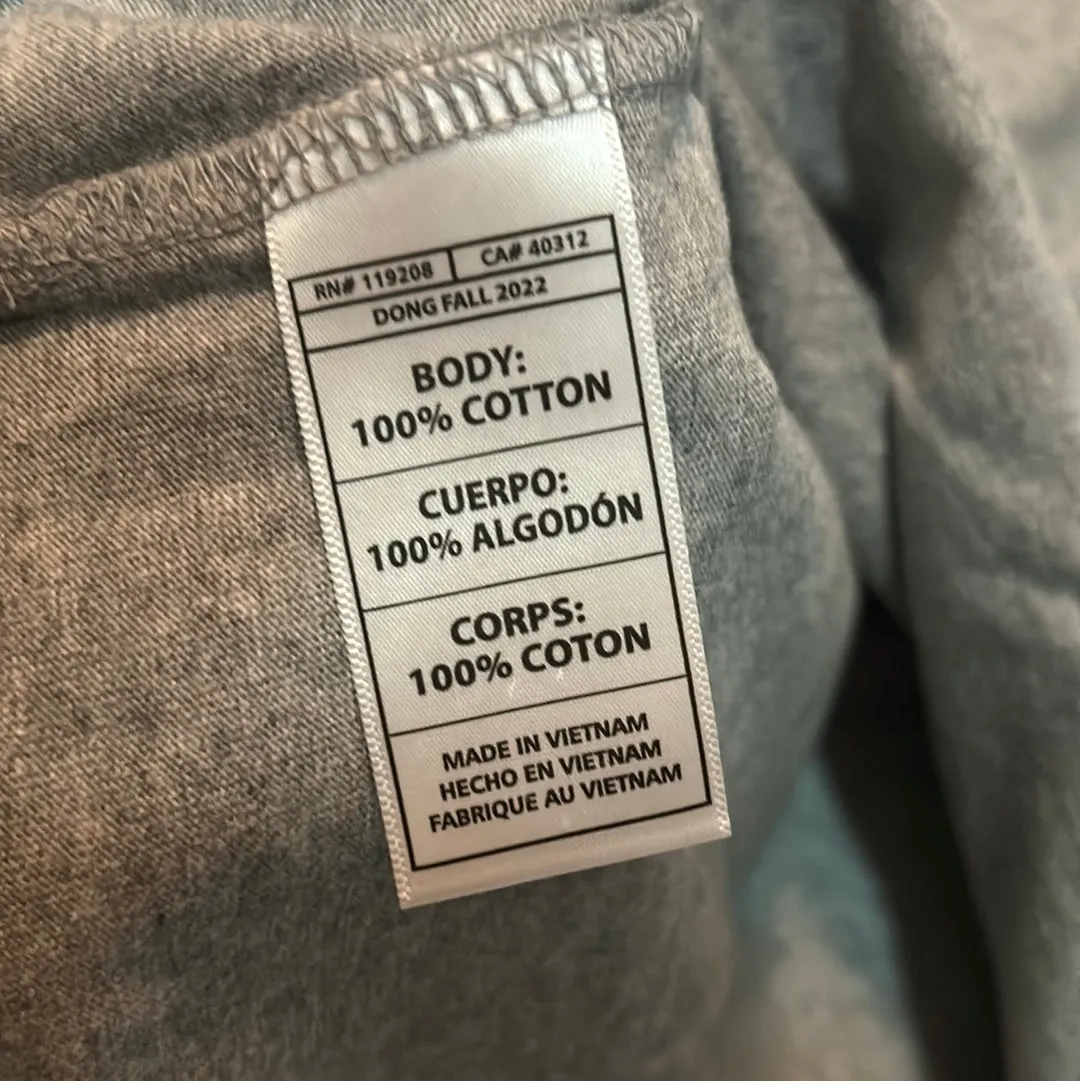 RN# 119208 CA# 40312
DONG FALL 2022
BODY:
100% COTTON
CUERPO:
100% ALGODÓN
CORPS:
100% COTON
MADE IN VIETNAM
HECHO EN VIETNAM
FABRIQUE AU VIETNAM